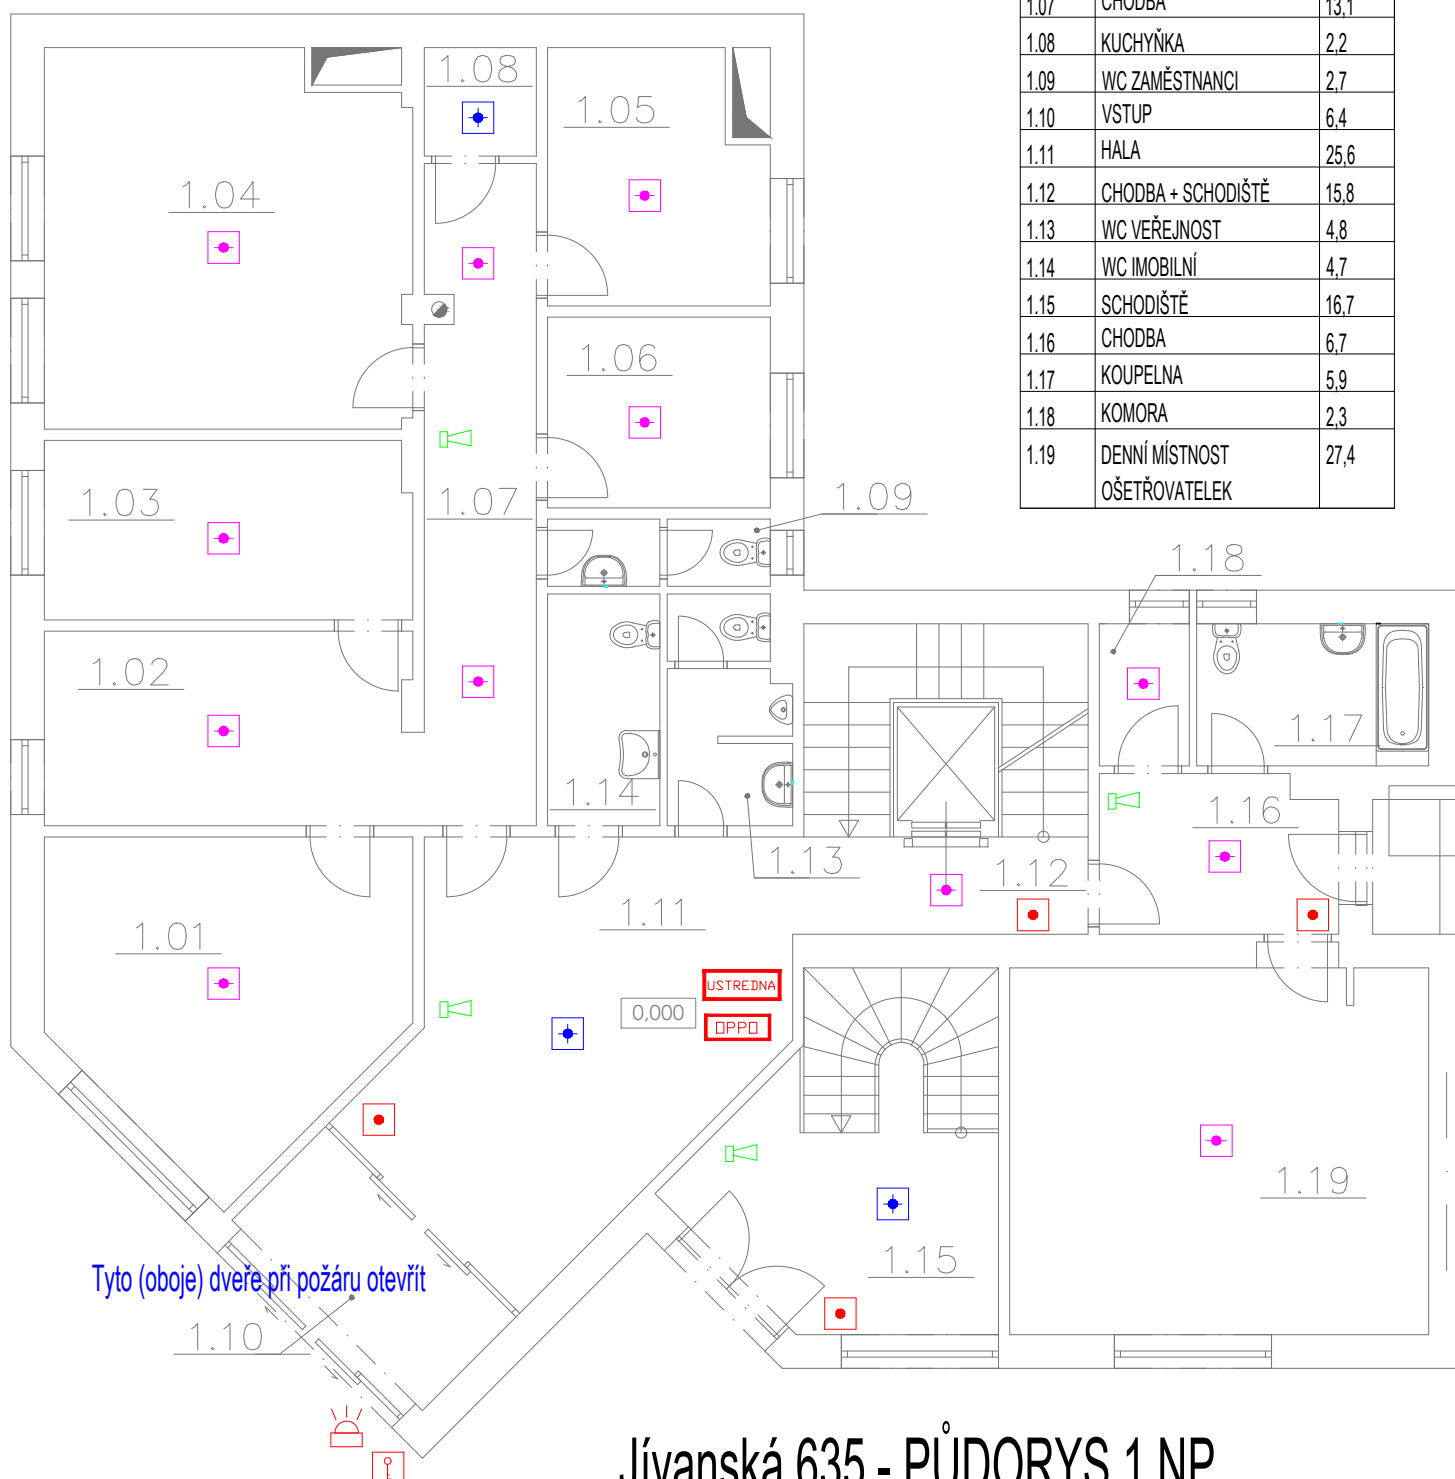 1.07 CHODBA 13,1
1.08 KUCHYŇKA 2,2
1.09 WC ZAMĚSTNANCI 2,7
1.10 VSTUP 6,4
1.11 HALA 25,6
1.12 CHODBA + SCHODIŠTĚ 15,8
1.13 WC VEŘEJNOST 4,8
1.14 WC IMOBILNÍ 4,7
1.15 SCHODIŠTĚ 16,7
1.16 CHODBA 6,7
1.17 KOUPELNA 5,9
1.18 KOMORA 2,3
1.19 DENNÍ MÍSTNOST 27,4
OŠETŘOVATELEK
1.08
1.05
1.04
1.06
1.03
1.07
1.09
1.18
1.02
1.17
1.14
1.16
1.13
1.12
1.11
1.01
USTREDNA
0,000
OPPO
1.19
1.15
Tyto (oboje) dveře při požáru otevřít
1.10
Jívanská 635 - PŮDORYS 1 NP